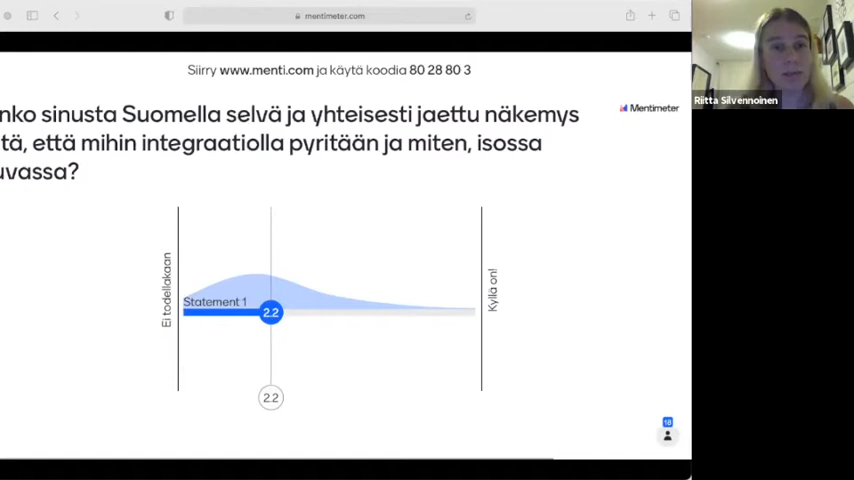 mentimeter.com
Siirry www.menti.com ja käytä koodia 80 28 80 3
nko sinusta Suomella selvä ja yhteisesti jaettu näkemys
tä, että mihin integraatiolla pyritään ja miten, isossa
uvassa?
Mentimeter
Riitta Silvennoinen
Ei todellakaan
Statement 1
2.2
Kyllä on!
2.2
18